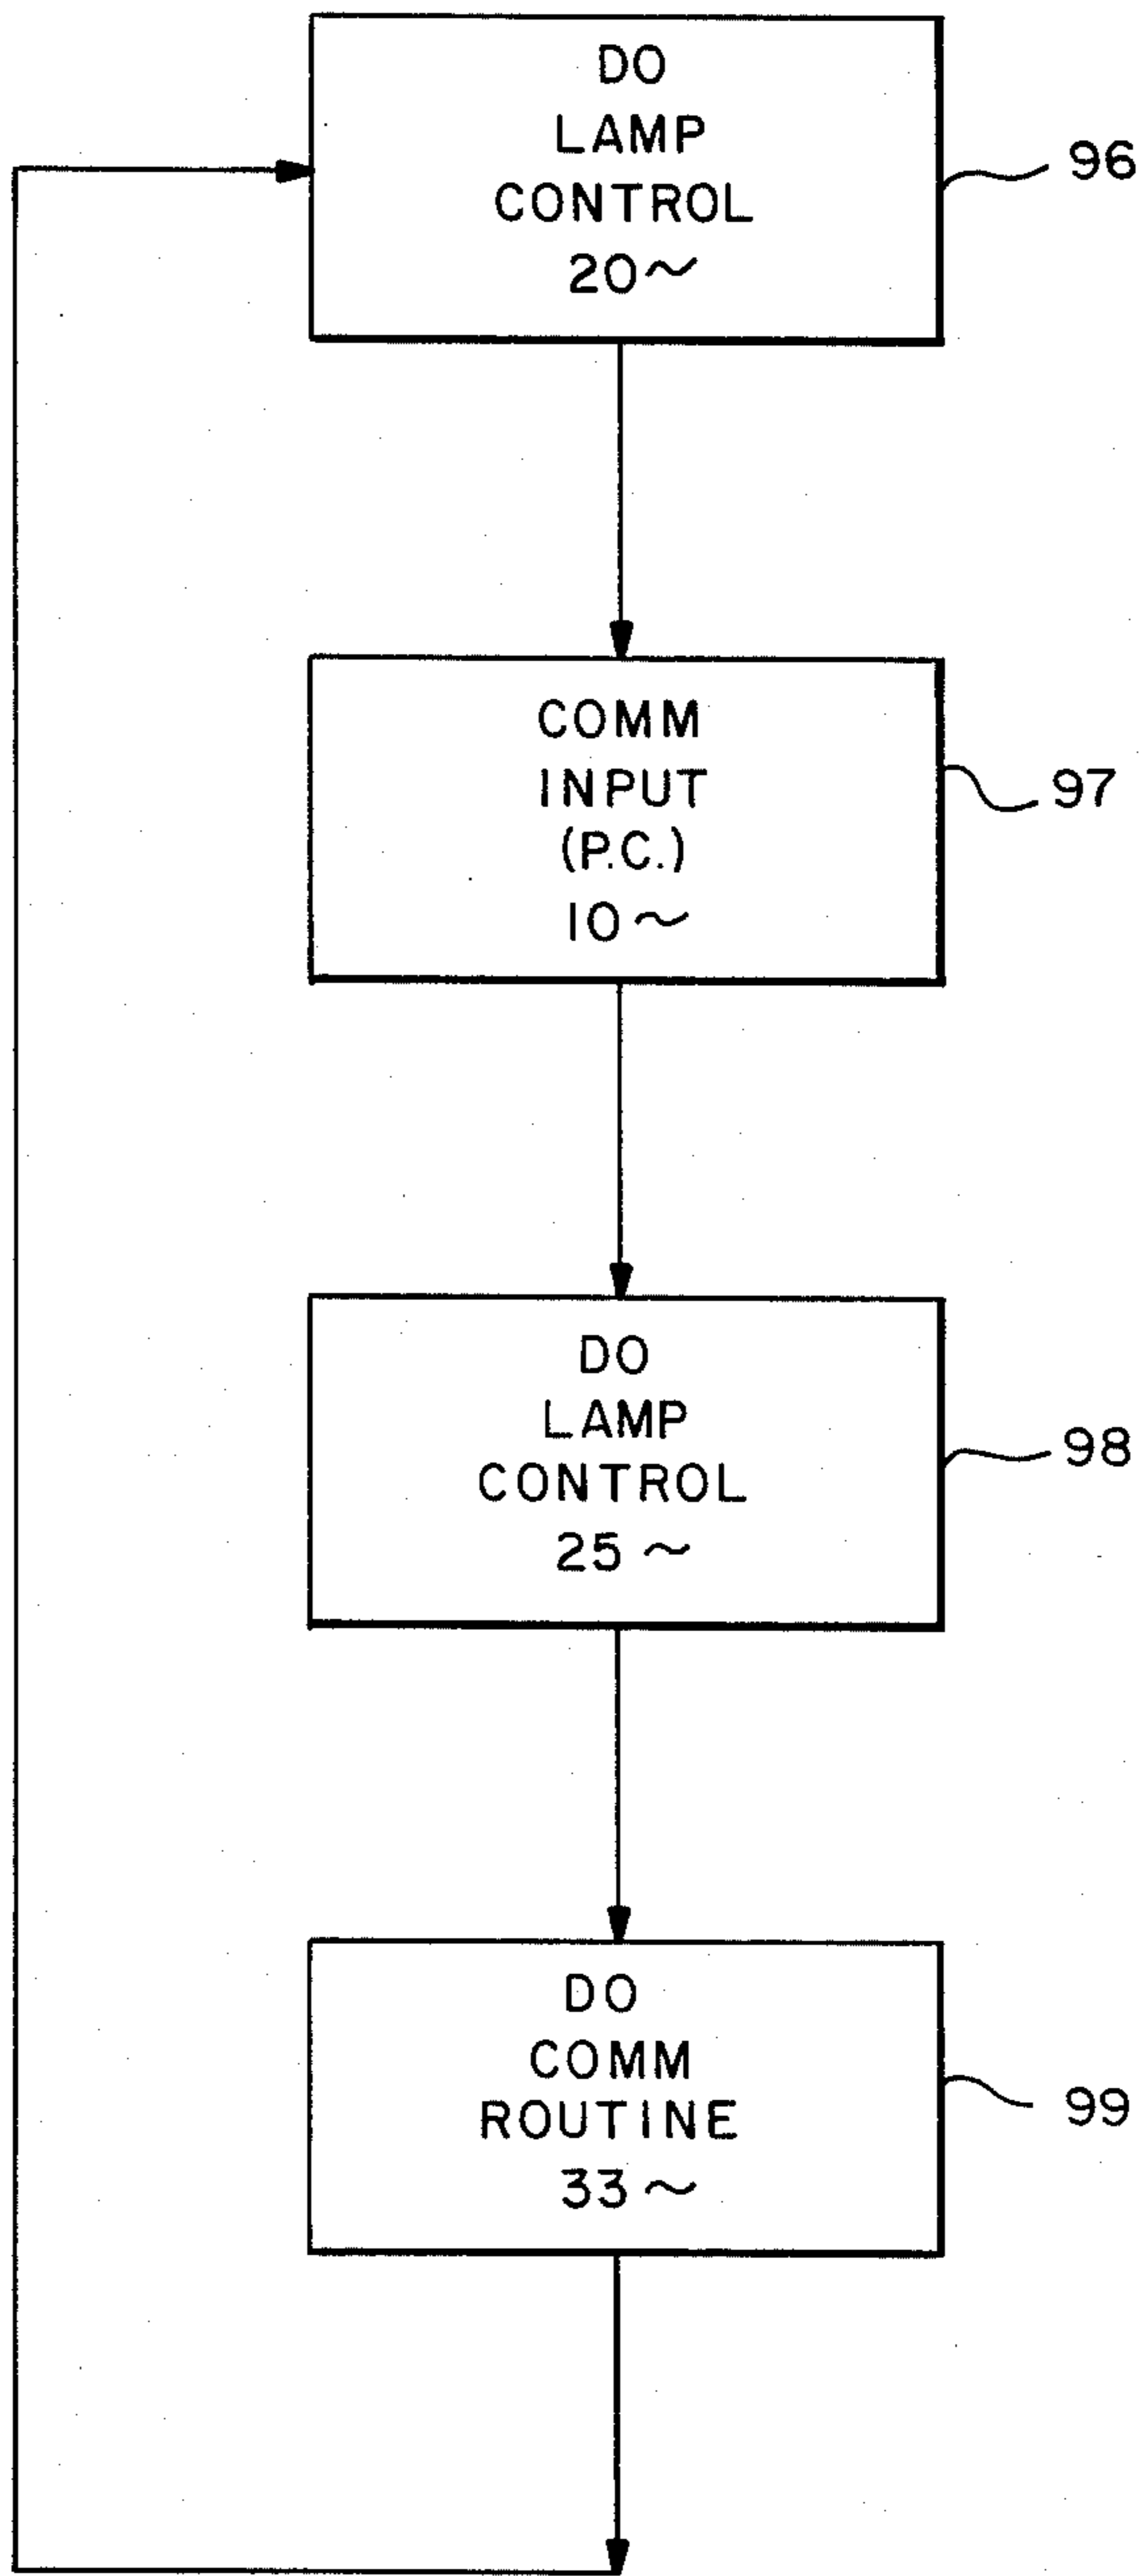 DO
LAMP
CONTROL
20~
96
COMM
INPUT
(P.C.)
10~
97
DO
LAMP
CONTROL
25~
98
DO
COMM
ROUTINE
33~
99